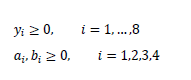 yᵢ ≥ 0, i = 1, …,8
aᵢ, bᵢ ≥ 0, i = 1,2,3,4